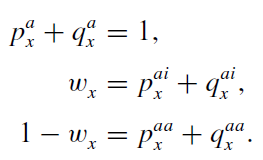 p_x^a + q_x^a = 1,
w_x = p_x^{ai} + q_x^{ai},
1 − w_x = p_x^{aa} + q_x^{aa}.